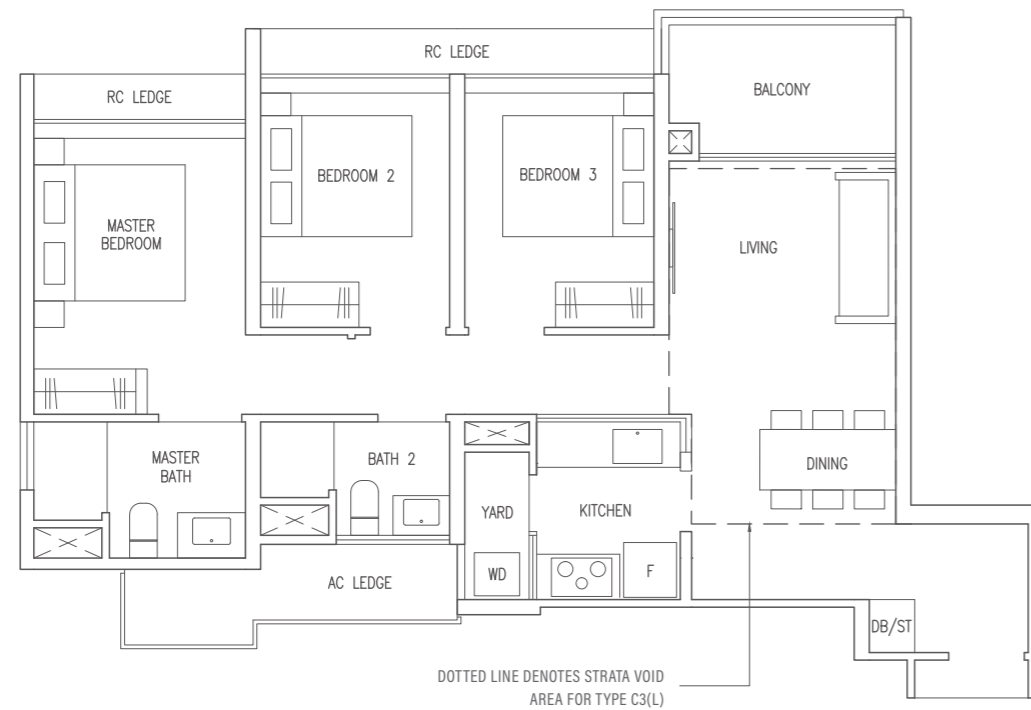 RC LEDGE
RC LEDGE
BALCONY
BEDROOM 2
BEDROOM 3
MASTER
BEDROOM
LIVING
MASTER
BATH
BATH 2
DINING
YARD
KITCHEN
WD
F
AC LEDGE
DB/ST
DOTTED LINE DENOTES STRATA VOID
AREA FOR TYPE C3(L)